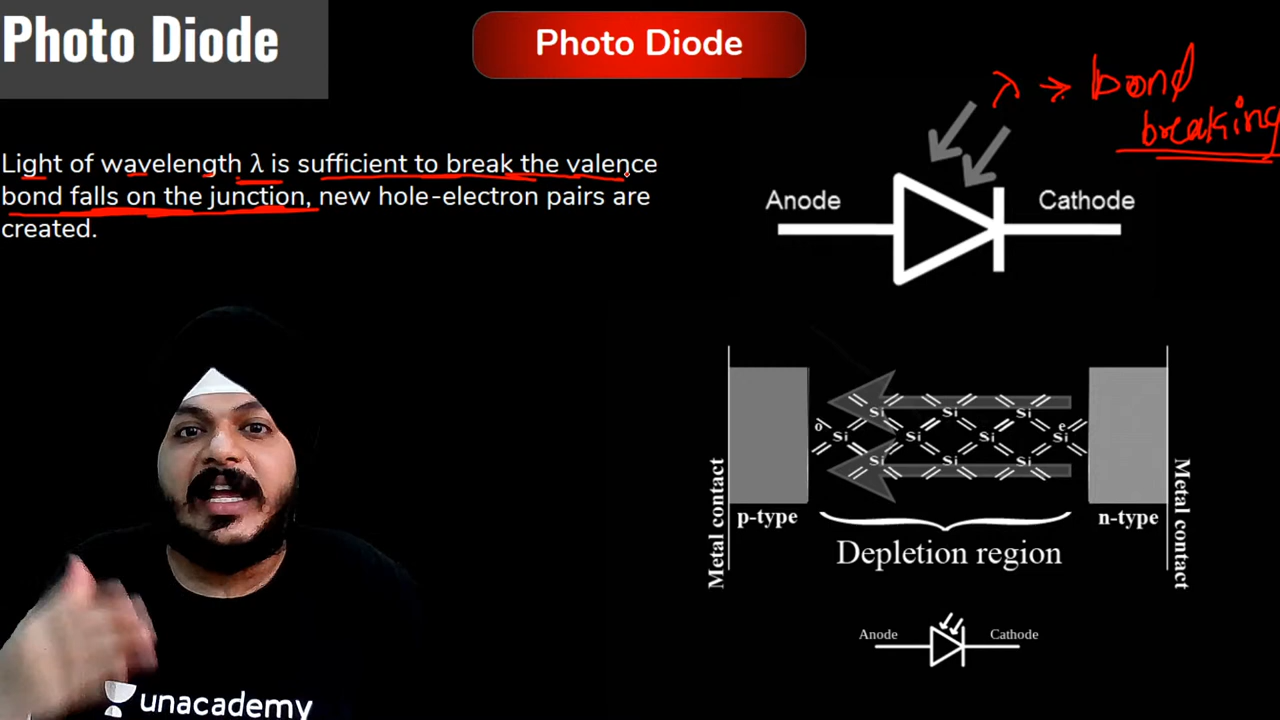 Photo Diode
Photo Diode
λ → bond
breaking
Light of wavelength λ is sufficient to break the valence
bond falls on the junction, new hole-electron pairs are
created.
Anode
Cathode
Si Si Si
o Si Si Si Si e
Si Si Si
Metal contact
p-type
n-type
Metal contact
Depletion region
Anode
Cathode
unacademy